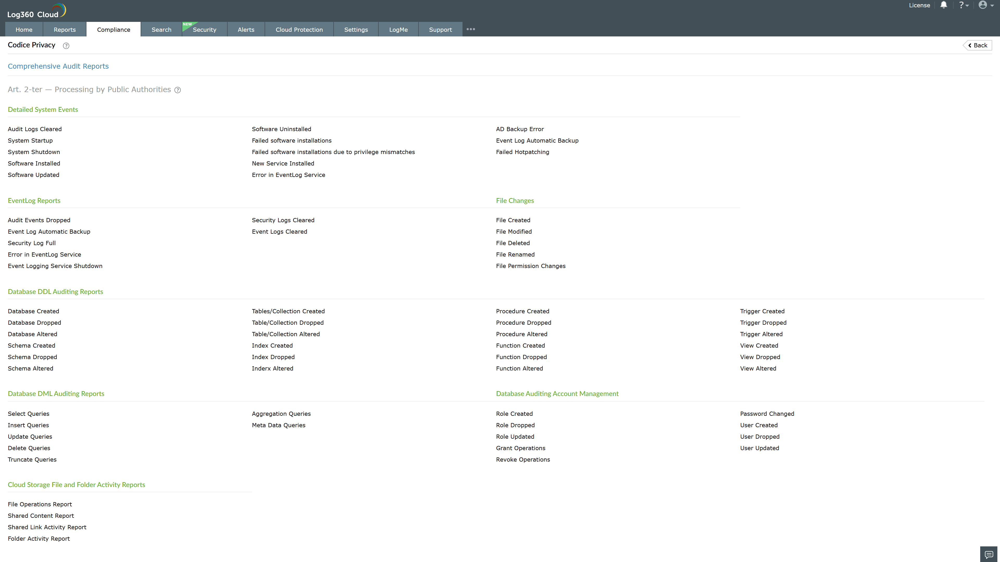 Log360 Cloud
License
?
Home Reports Compliance Search NEW Security Alerts Cloud Protection Settings LogMe Support
Codice Privacy ?
Back
Comprehensive Audit Reports
Art. 2-ter — Processing by Public Authorities ?
Detailed System Events
Audit Logs Cleared
System Startup
System Shutdown
Software Installed
Software Updated
Software Uninstalled
Failed software installations
Failed software installations due to privilege mismatches
New Service Installed
Error in EventLog Service
AD Backup Error
Event Log Automatic Backup
Failed Hotpatching
EventLog Reports
Audit Events Dropped
Event Log Automatic Backup
Security Log Full
Error in EventLog Service
Event Logging Service Shutdown
Security Logs Cleared
Event Logs Cleared
File Changes
File Created
File Modified
File Deleted
File Renamed
File Permission Changes
Database DDL Auditing Reports
Database Created
Database Dropped
Database Altered
Schema Created
Schema Dropped
Schema Altered
Tables/Collection Created
Table/Collection Dropped
Table/Collection Altered
Index Created
Index Dropped
Inderx Altered
Procedure Created
Procedure Dropped
Procedure Altered
Function Created
Function Dropped
Function Altered
Trigger Created
Trigger Dropped
Trigger Altered
View Created
View Dropped
View Altered
Database DML Auditing Reports
Select Queries
Insert Queries
Update Queries
Delete Queries
Truncate Queries
Aggregation Queries
Meta Data Queries
Database Auditing Account Management
Role Created
Role Dropped
Role Updated
Grant Operations
Revoke Operations
Password Changed
User Created
User Dropped
User Updated
Cloud Storage File and Folder Activity Reports
File Operations Report
Shared Content Report
Shared Link Activity Report
Folder Activity Report